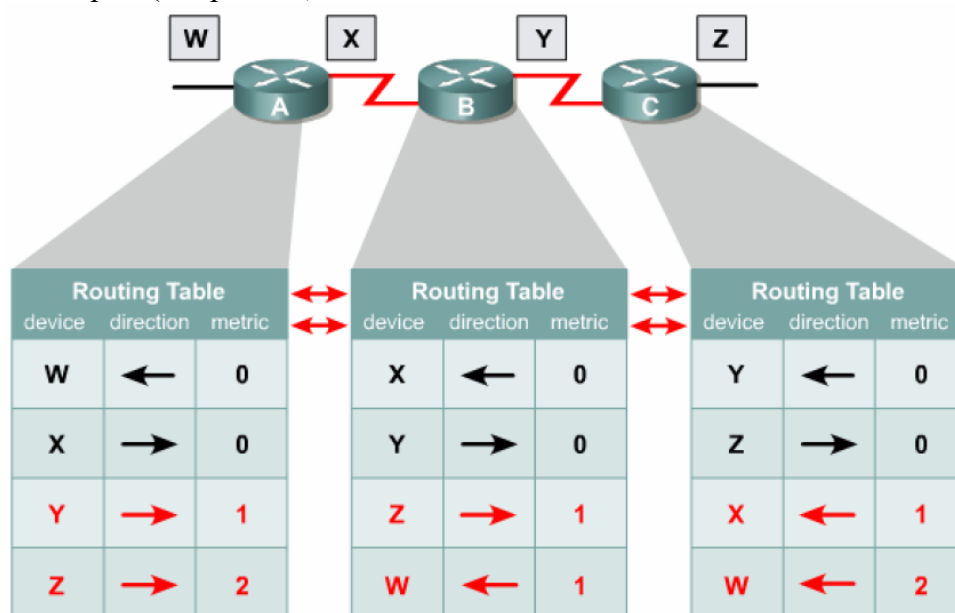 W X Y Z
A B C
Routing Table Routing Table Routing Table
device direction metric device direction metric device direction metric
W 0 X 0 Y 0
X 0 Y 0 Z 0
Y 1 Z 1 X 1
Z 2 W 1 W 2